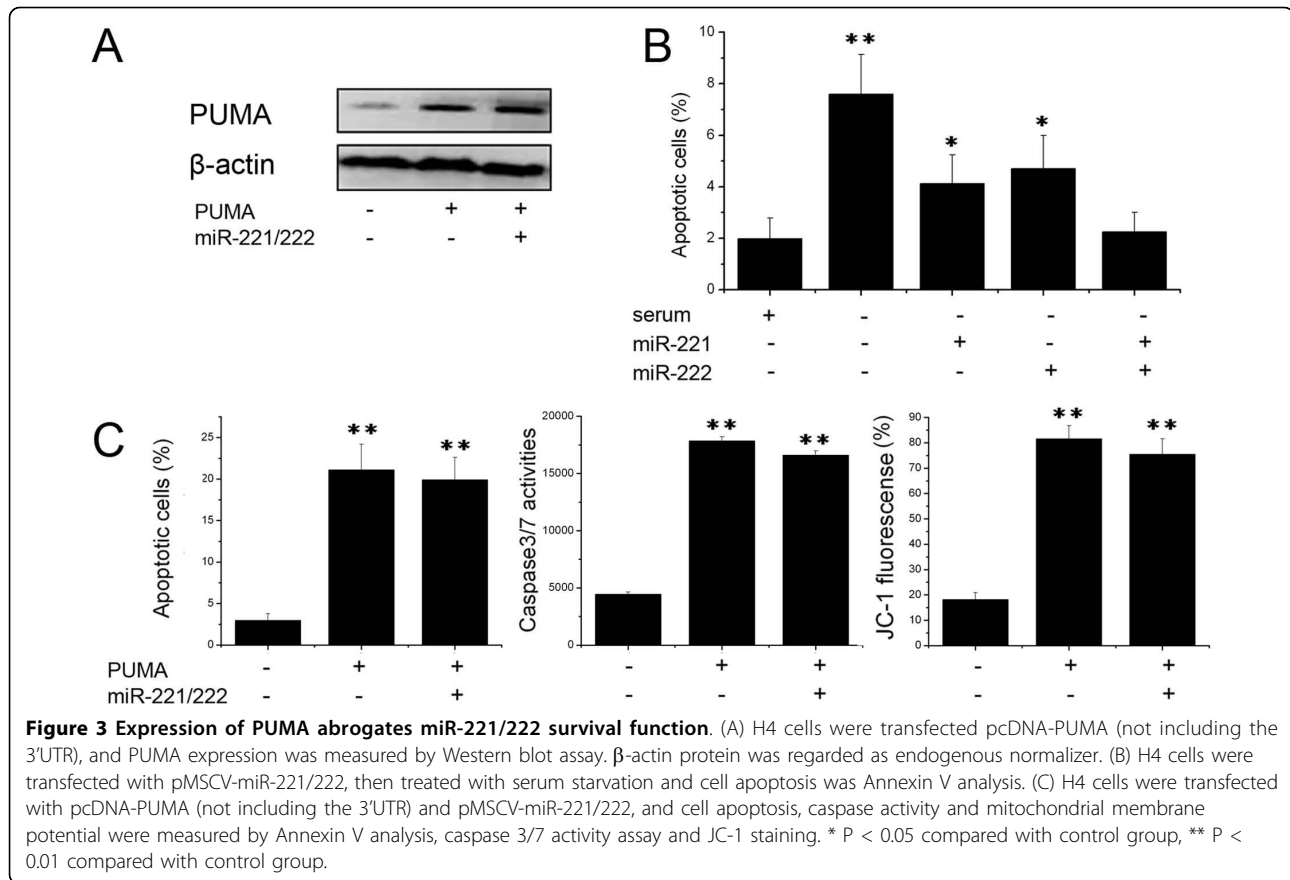 A
PUMA
β-actin
PUMA - + +
miR-221/222 - - +
B
Apoptotic cells (%)
10
8
6
4
2
0
** * *
serum + - - - -
miR-221 - - + - +
miR-222 - - - + +
C
Apoptotic cells (%)
25
20
15
10
5
0
** **
PUMA - + +
miR-221/222 - - +
Caspase3/7 activities
20000
15000
10000
5000
0
** **
- + +
- - +
JC-1 fluorescense (%)
90
80
70
60
50
40
30
20
10
0
** **
- + +
- - +
Figure 3 Expression of PUMA abrogates miR-221/222 survival function. (A) H4 cells were transfected pcDNA-PUMA (not including the
3'UTR), and PUMA expression was measured by Western blot assay. β-actin protein was regarded as endogenous normalizer. (B) H4 cells were
transfected with pMSCV-miR-221/222, then treated with serum starvation and cell apoptosis was Annexin V analysis. (C) H4 cells were transfected
with pcDNA-PUMA (not including the 3'UTR) and pMSCV-miR-221/222, and cell apoptosis, caspase activity and mitochondrial membrane
potential were measured by Annexin V analysis, caspase 3/7 activity assay and JC-1 staining. * P < 0.05 compared with control group, ** P <
0.01 compared with control group.